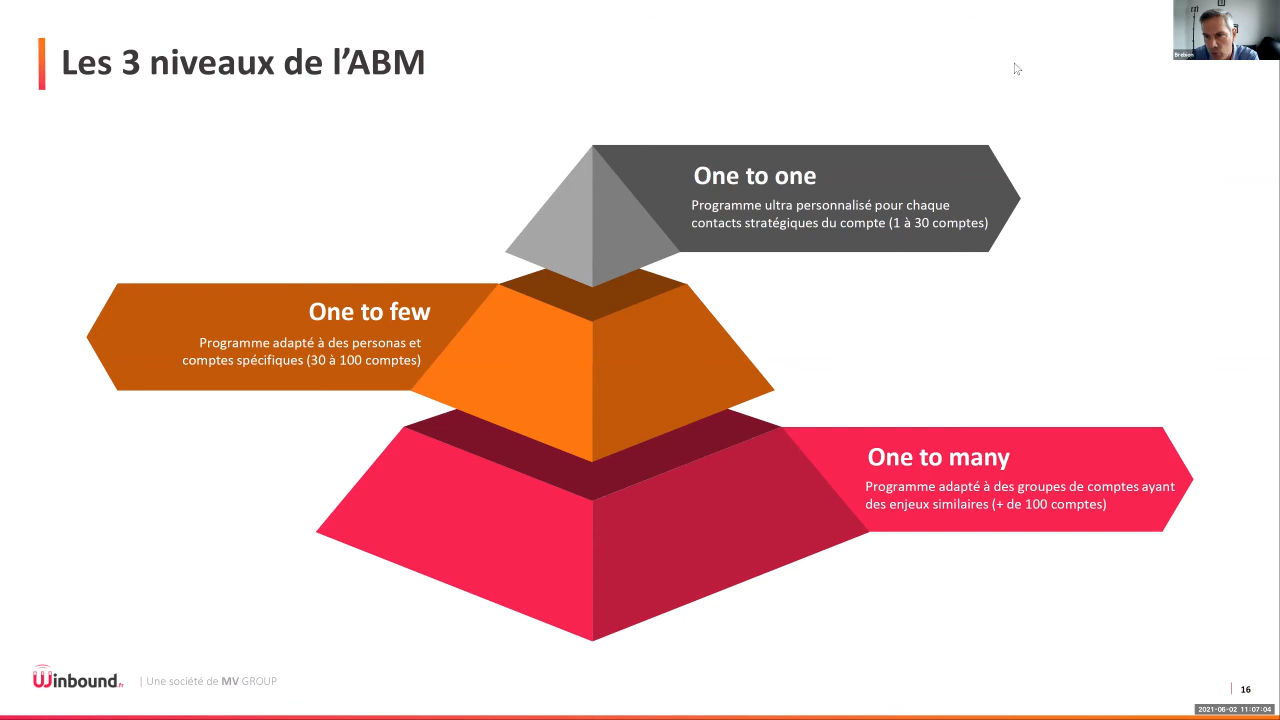 Les 3 niveaux de l’ABM
Brebion
One to one
Programme ultra personnalisé pour chaque
contacts stratégiques du compte (1 à 30 comptes)
One to few
Programme adapté à des personas et
comptes spécifiques (30 à 100 comptes)
One to many
Programme adapté à des groupes de comptes ayant
des enjeux similaires (+ de 100 comptes)
Winbound.fr
| Une société de MV GROUP
16
2021-06-02 11:07:04